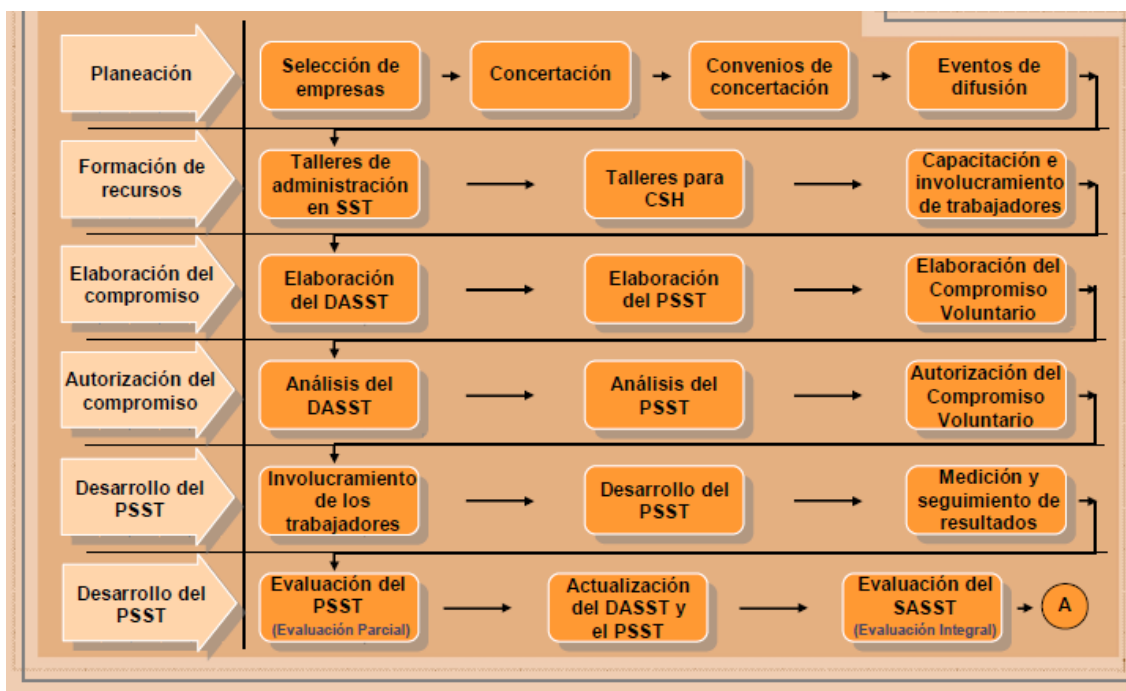 Planeación
Selección de
empresas
Concertación
Convenios de
concertación
Eventos de
difusión
Formación de
recursos
Talleres de
administración
en SST
Talleres para
CSH
Capacitación e
involucramiento
de trabajadores
Elaboración del
compromiso
Elaboración
del DASST
Elaboración
del PSST
Elaboración del
Compromiso
Voluntario
Autorización del
compromiso
Análisis del
DASST
Análisis del
PSST
Autorización del
Compromiso
Voluntario
Desarrollo del
PSST
Involucramiento
de los
trabajadores
Desarrollo del
PSST
Medición y
seguimiento de
resultados
Desarrollo del
PSST
Evaluación del
PSST
(Evaluación Parcial)
Actualización
del DASST y
el PSST
Evaluación del
SASST
(Evaluación Integral)
A